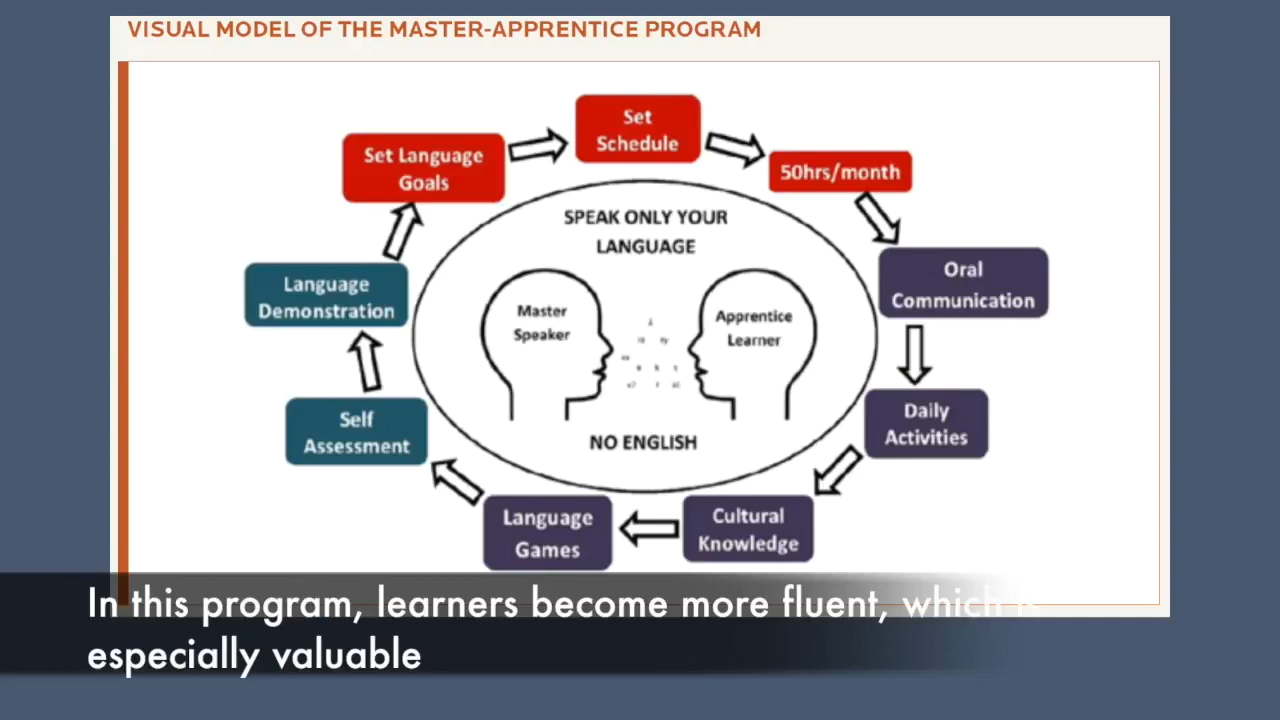 VISUAL MODEL OF THE MASTER-APPRENTICE PROGRAM
Set
Schedule
Set Language
Goals
50hrs/month
SPEAK ONLY YOUR
LANGUAGE
Oral
Communication
Language
Demonstration
Master
Speaker
Apprentice
Learner
Daily
Activities
Self
Assessment
NO ENGLISH
Language
Games
Cultural
Knowledge
In this program, learners become more fluent, which is
especially valuable